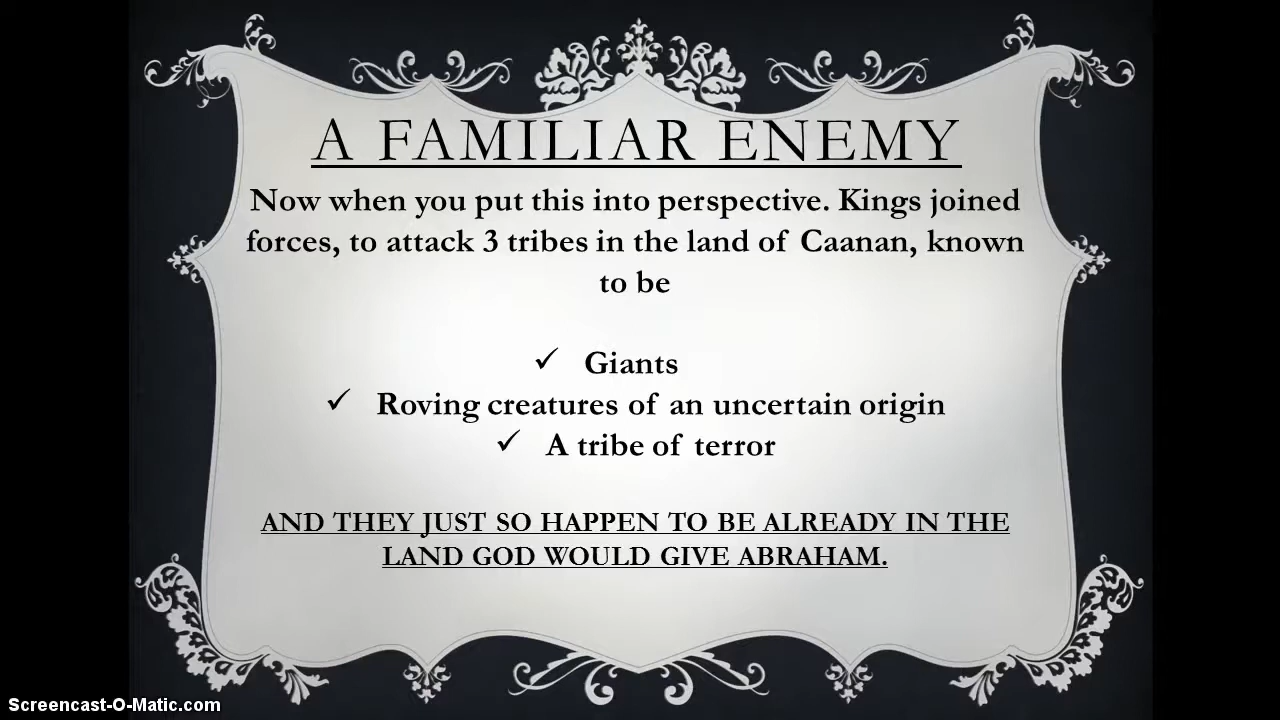 A FAMILIAR ENEMY
Now when you put this into perspective. Kings joined
forces, to attack 3 tribes in the land of Caanan, known
to be
✓ Giants
✓ Roving creatures of an uncertain origin
✓ A tribe of terror
AND THEY JUST SO HAPPEN TO BE ALREADY IN THE
LAND GOD WOULD GIVE ABRAHAM.
Screencast-O-Matic.com